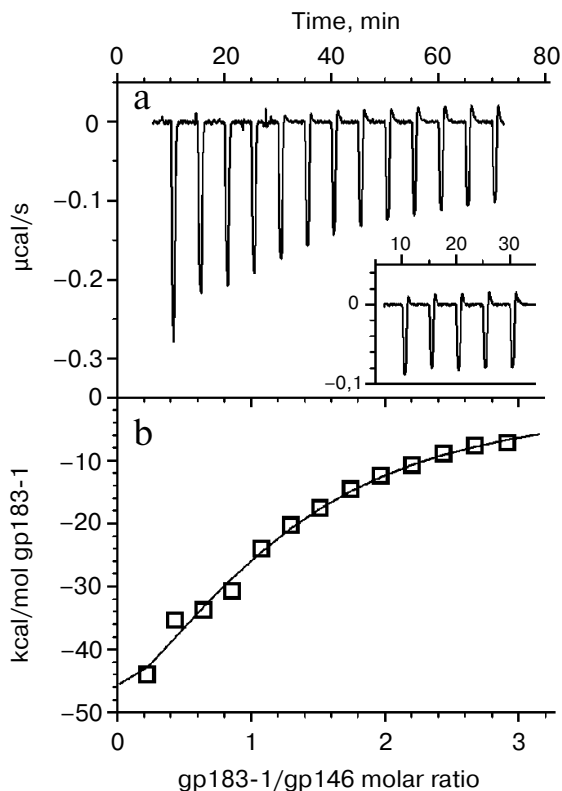 Time, min
0 20 40 60 80
a
0
−0.1
−0.2
−0.3
0
µcal/s
10 20 30
0
−0,1
b
−10
−20
−30
−40
−50
kcal/mol gp183-1
0 1 2 3
gp183-1/gp146 molar ratio